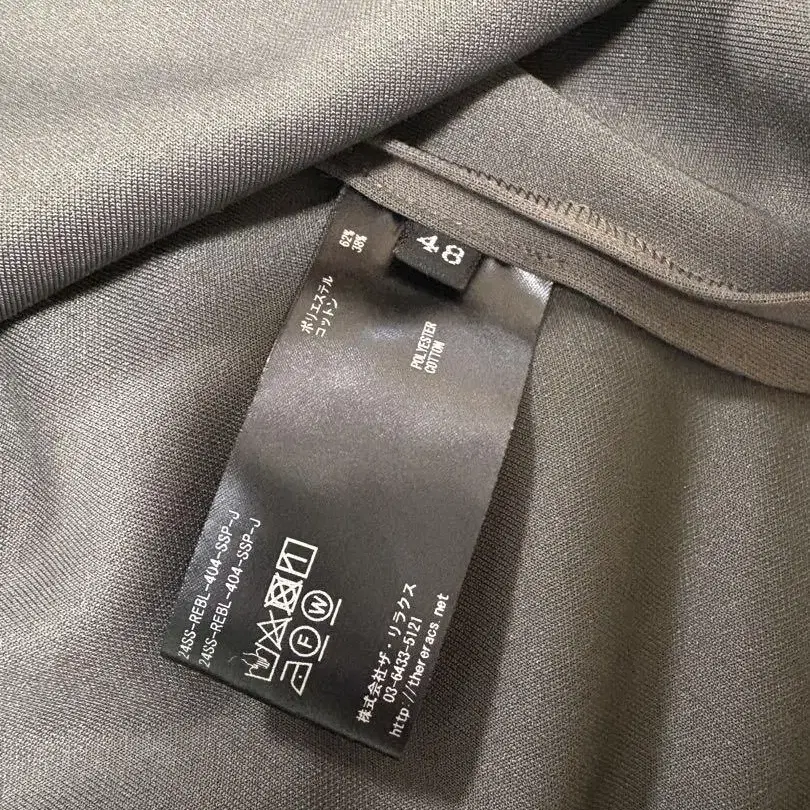 48
62%
38%
ポリエステル
コットン
POLYESTER
COTTON
24SS-REBL-404-SSP-J
24SS-REBL-404-SSP-J
F W
株式会社ザ・リラクス
03-6433-5121
http://thereracs.net